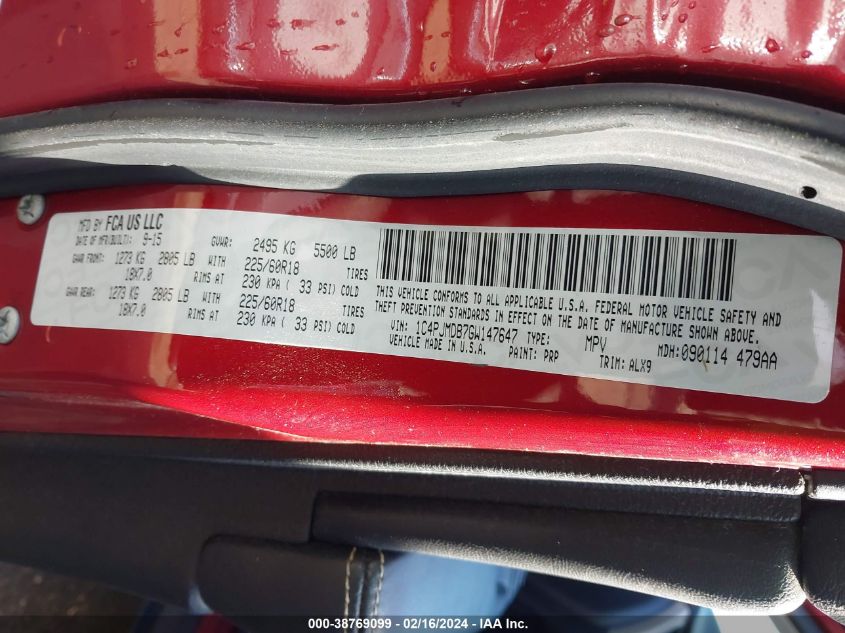 MFD BY FCA US LLC
DATE OF MFR(BUILT): 9-15 GVWR: 2495 KG 5500 LB
GAWR FRONT: 1273 KG 2805 LB WITH 225/60R18 TIRES
18X7.0 RIMS AT 230 KPA ( 33 PSI) COLD
GAWR REAR: 1273 KG 2805 LB WITH 225/60R18 TIRES
18X7.0 RIMS AT 230 KPA ( 33 PSI) COLD
THIS VEHICLE CONFORMS TO ALL APPLICABLE U.S.A. FEDERAL MOTOR VEHICLE SAFETY AND
THEFT PREVENTION STANDARDS IN EFFECT ON THE DATE OF MANUFACTURE SHOWN ABOVE.
VIN: 1C4PJMDB7GW147647 TYPE: MPV MDH:090114 479AA
VEHICLE MADE IN U.S.A. PAINT: PRP TRIM: ALX9
000-38769099 - 02/16/2024 - IAAI.COM